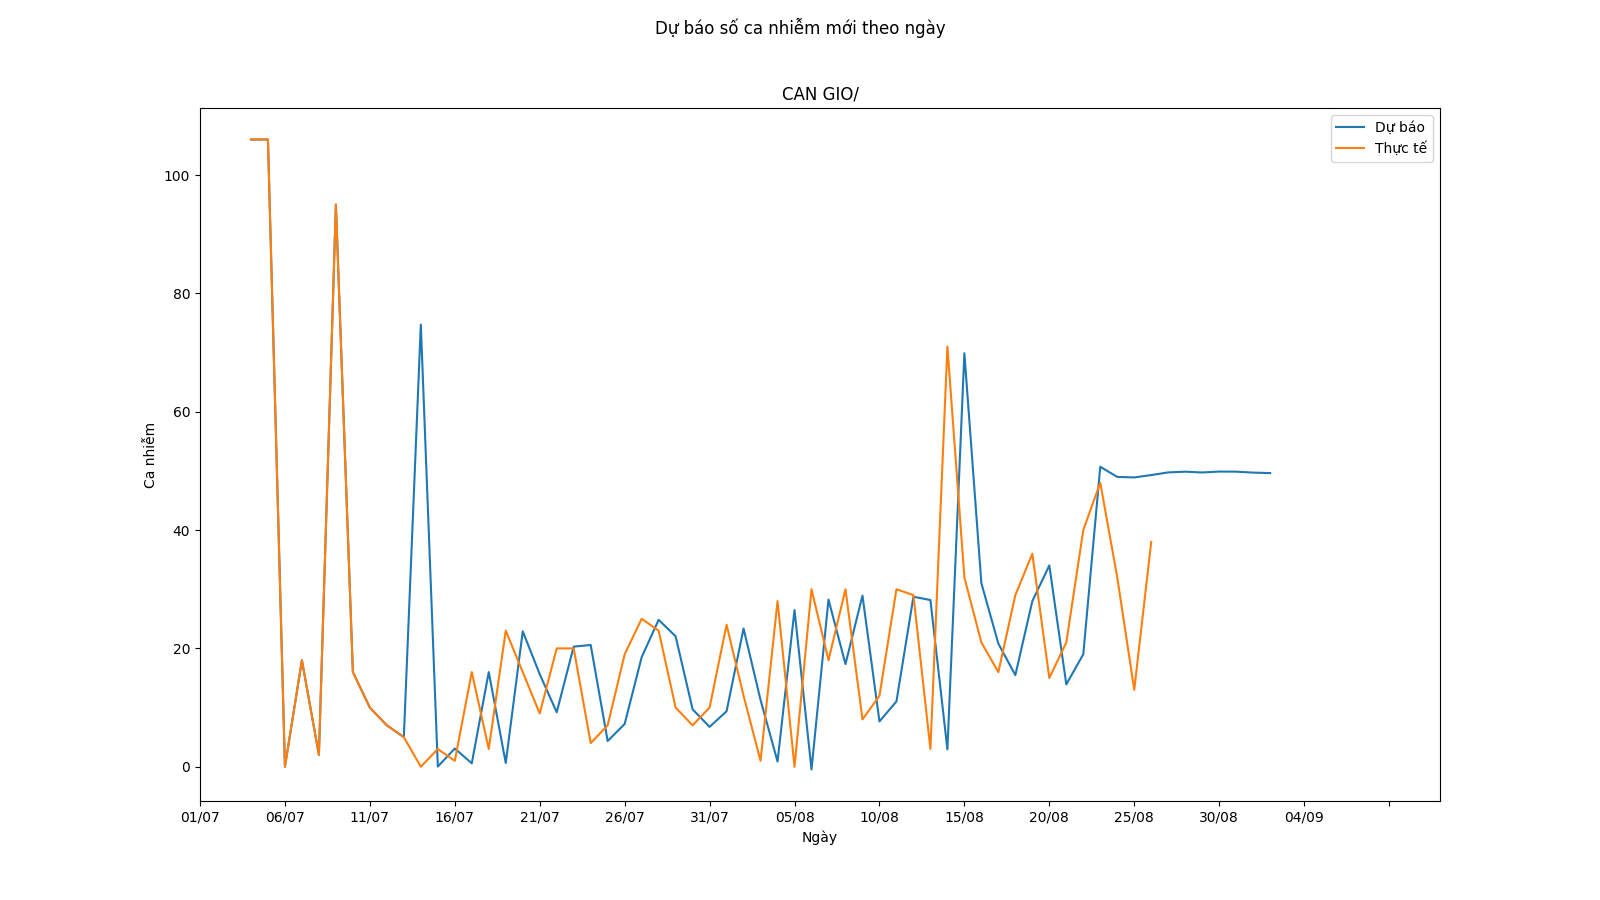 Dự báo số ca nhiễm mới theo ngày
CAN GIO/
Dự báo
Thực tế
100
80
60
40
20
0
Ca nhiễm
01/07 06/07 11/07 16/07 21/07 26/07 31/07 05/08 10/08 15/08 20/08 25/08 30/08 04/09
Ngày